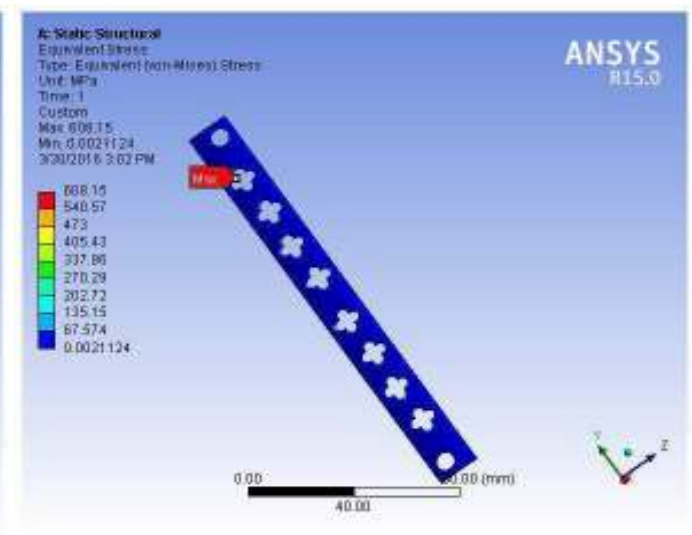 A: Static Structural
Equivalent Stress
Type: Equivalent (von-Mises) Stress
Unit: MPa
Time: 1
Custom
Max: 608.15
Min: 0.0021124
3/30/2016 3:02 PM
ANSYS
R15.0
Max
608.15
540.57
473
405.43
337.86
270.29
202.72
135.15
67.574
0.0021124
Y
Z
0.00
80.00 (mm)
40.00